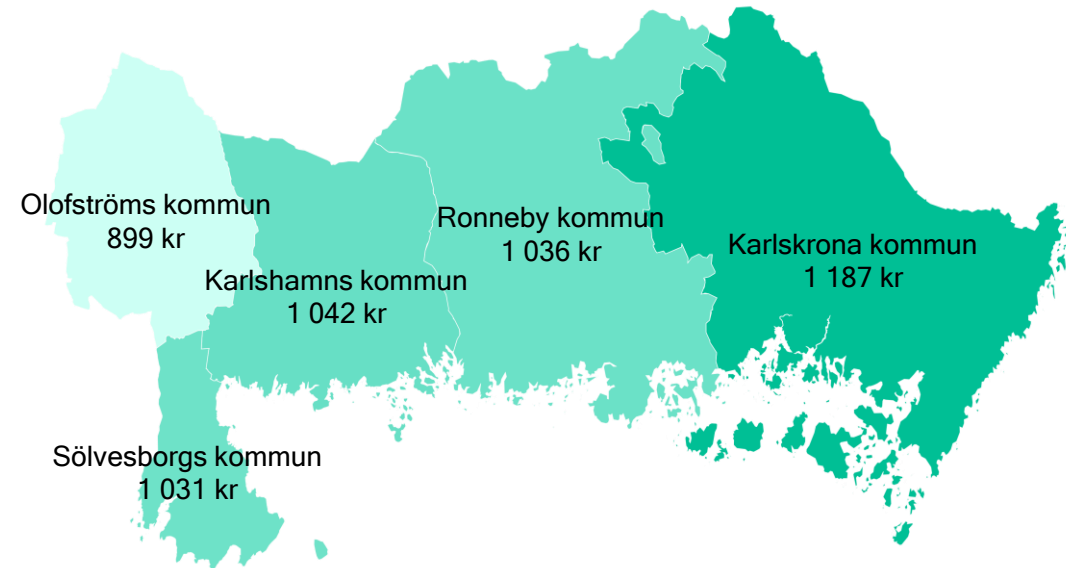 Olofströms kommun
899 kr
Karlshamns kommun
1 042 kr
Ronneby kommun
1 036 kr
Karlskrona kommun
1 187 kr
Sölvesborgs kommun
1 031 kr